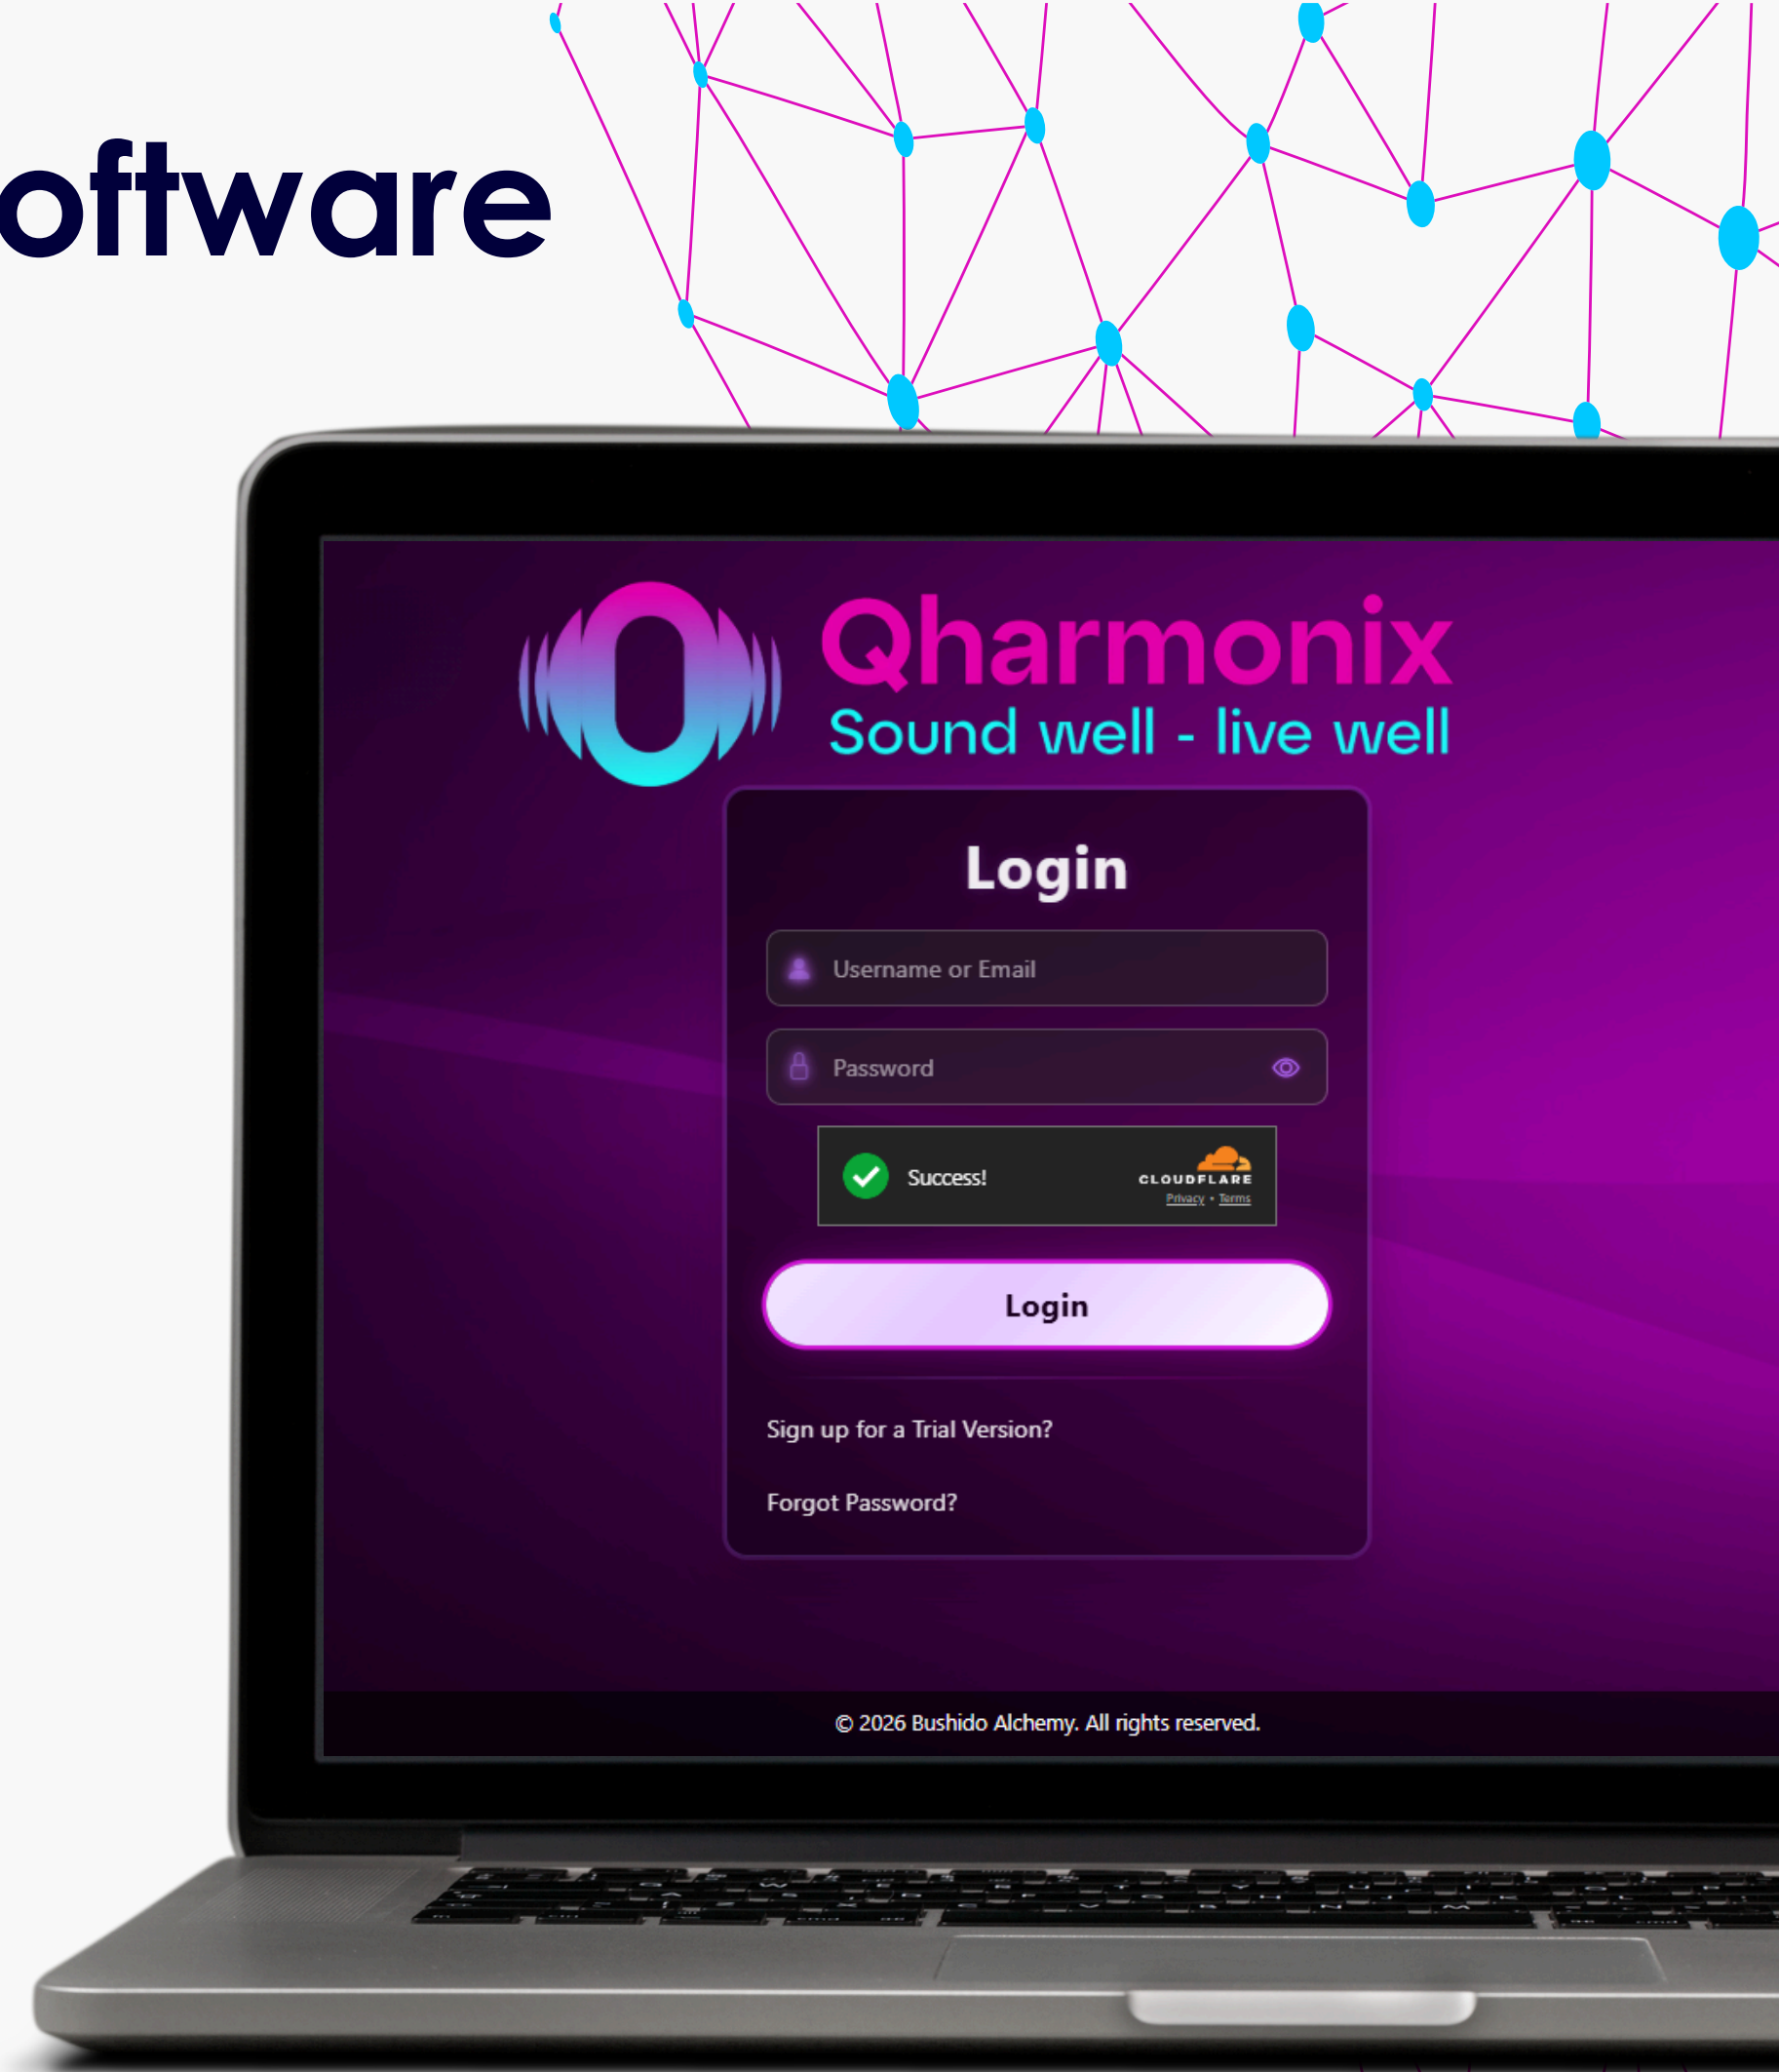 oftware
Qharmonix
Sound well - live well
Login
Username or Email
Password
Success!
CLOUDFLARE
Privacy • Terms
Login
Sign up for a Trial Version?
Forgot Password?
© 2026 Bushido Alchemy. All rights reserved.